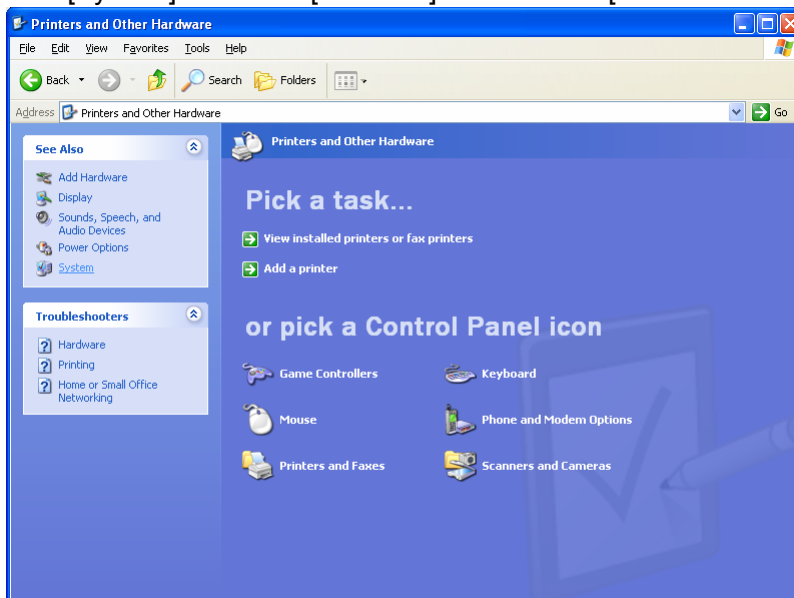 Printers and Other Hardware
File Edit View Favorites Tools Help
Back Search Folders
Address Printers and Other Hardware Go
See Also
Add Hardware
Display
Sounds, Speech, and
Audio Devices
Power Options
System
Troubleshooters
Hardware
Printing
Home or Small Office
Networking
Printers and Other Hardware
Pick a task...
View installed printers or fax printers
Add a printer
or pick a Control Panel icon
Game Controllers Keyboard
Mouse Phone and Modem Options
Printers and Faxes Scanners and Cameras